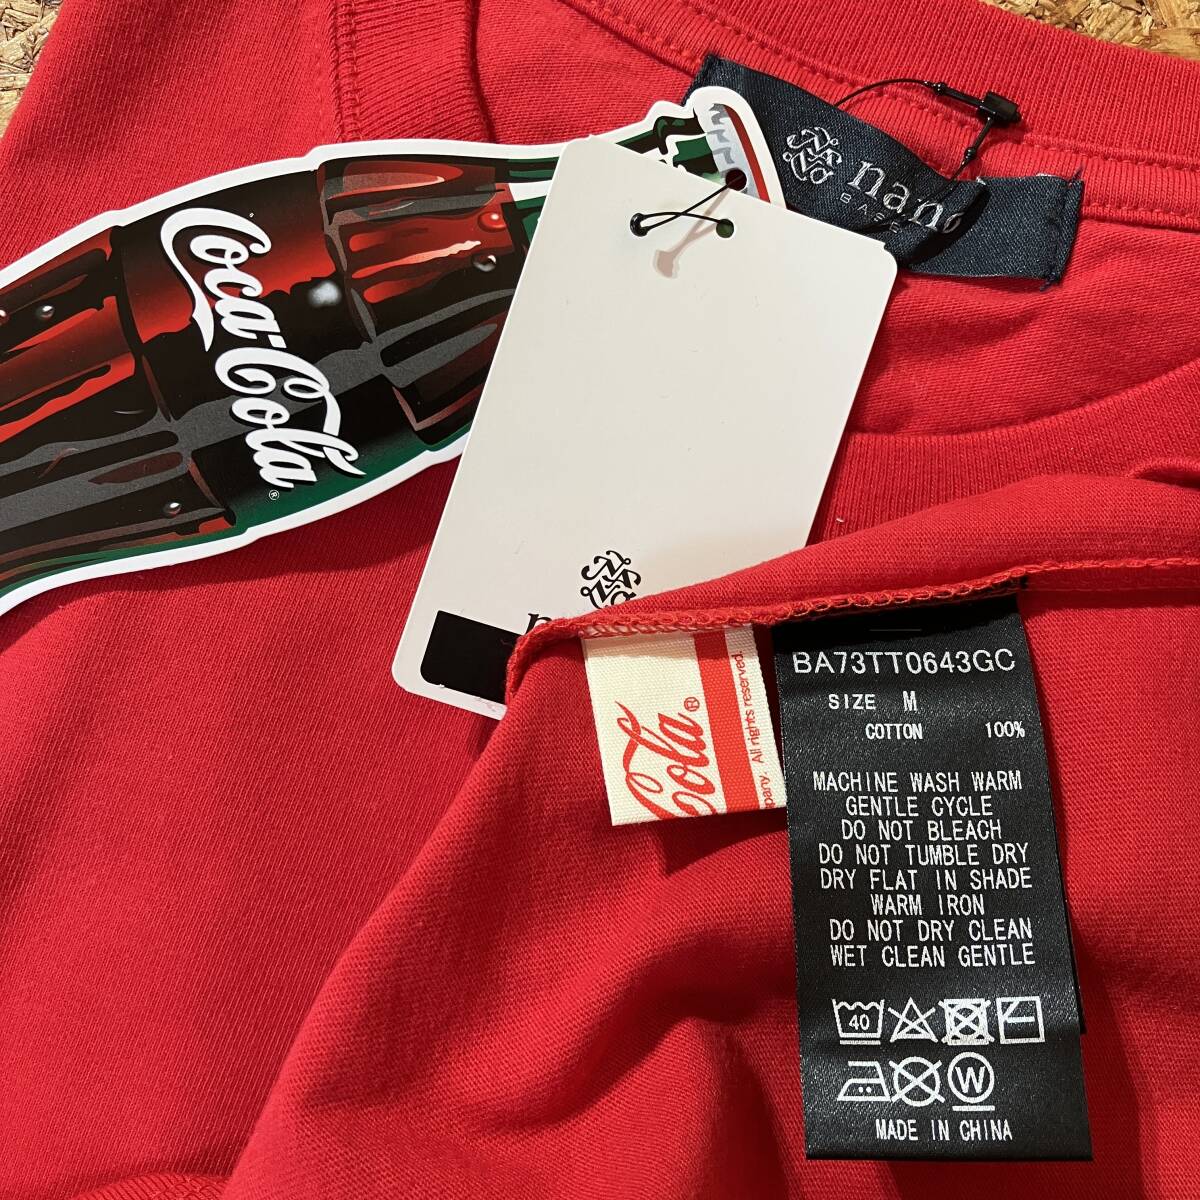 Coca-Cola
®
nano
BASE
Cola®
All rights reserved.
BA73TT0643GC
SIZE M
COTTON 100%
MACHINE WASH WARM
GENTLE CYCLE
DO NOT BLEACH
DO NOT TUMBLE DRY
DRY FLAT IN SHADE
WARM IRON
DO NOT DRY CLEAN
WET CLEAN GENTLE
40
W
MADE IN CHINA